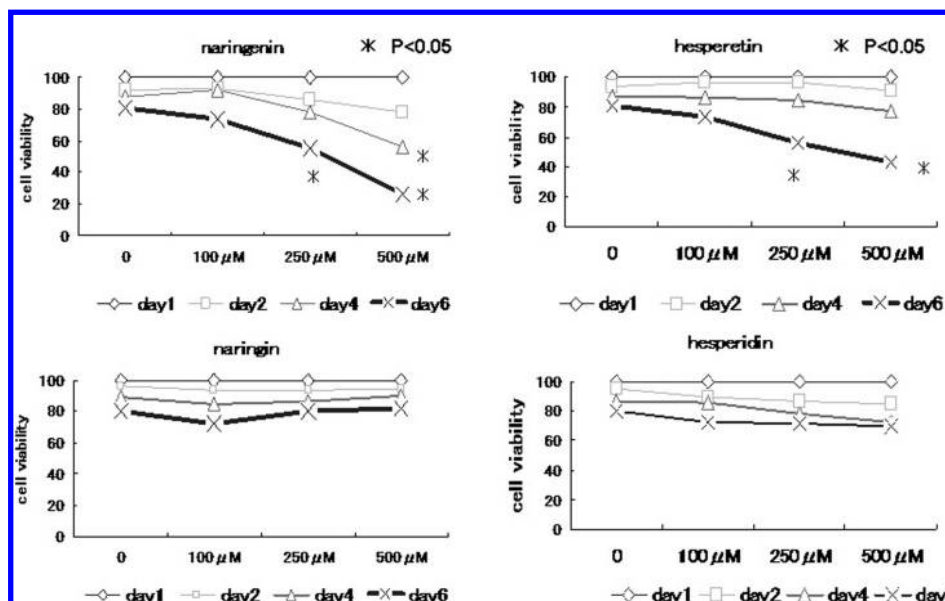 naringenin
* P<0.05
cell viability
100
80
60
40
20
0
0 100 μM 250 μM 500 μM
day1 day2 day4 day6
hesperetin
* P<0.05
cell viability
100
80
60
40
20
0
0 100 μM 250 μM 500 μM
day1 day2 day4 day6
naringin
cell viability
100
80
60
40
20
0
0 100 μM 250 μM 500 μM
day1 day2 day4 day6
hesperidin
cell viability
100
80
60
40
20
0
0 100 μM 250 μM 500 μM
day1 day2 day4 day